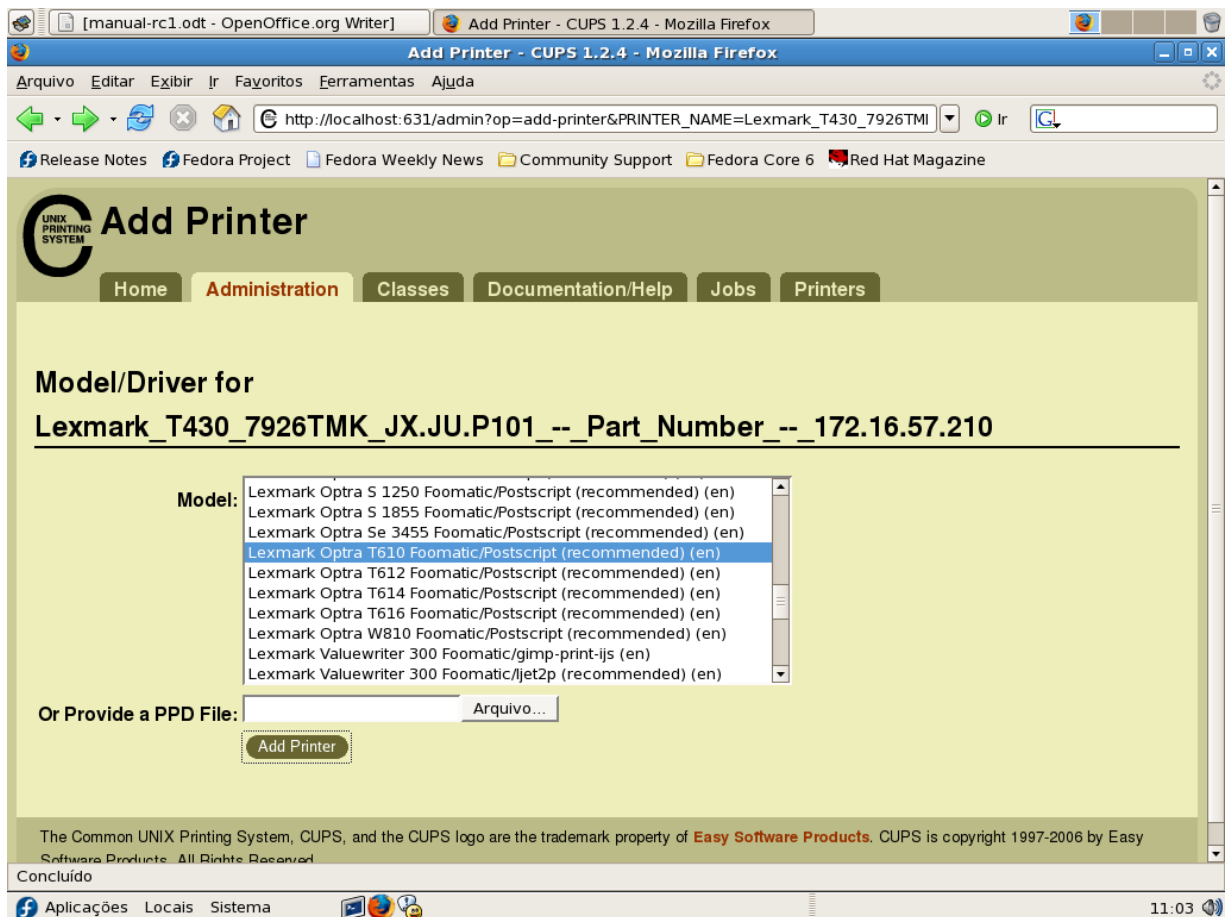 [manual-rc1.odt - OpenOffice.org Writer] Add Printer - CUPS 1.2.4 - Mozilla Firefox
Add Printer - CUPS 1.2.4 - Mozilla Firefox
Arquivo Editar Exibir Ir Favoritos Ferramentas Ajuda
http://localhost:631/admin?op=add-printer&PRINTER_NAME=Lexmark_T430_7926TMI Ir G
Release Notes Fedora Project Fedora Weekly News Community Support Fedora Core 6 Red Hat Magazine
UNIX PRINTING SYSTEM
Add Printer
Home Administration Classes Documentation/Help Jobs Printers
Model/Driver for
Lexmark_T430_7926TMK_JX.JU.P101_--_Part_Number_--_172.16.57.210
Model:
Lexmark Optra S 1250 Foomatic/Postscript (recommended) (en)
Lexmark Optra S 1855 Foomatic/Postscript (recommended) (en)
Lexmark Optra Se 3455 Foomatic/Postscript (recommended) (en)
Lexmark Optra T610 Foomatic/Postscript (recommended) (en)
Lexmark Optra T612 Foomatic/Postscript (recommended) (en)
Lexmark Optra T614 Foomatic/Postscript (recommended) (en)
Lexmark Optra T616 Foomatic/Postscript (recommended) (en)
Lexmark Optra W810 Foomatic/Postscript (recommended) (en)
Lexmark Valuewriter 300 Foomatic/gimp-print-ijs (en)
Lexmark Valuewriter 300 Foomatic/ljet2p (recommended) (en)
Or Provide a PPD File: Arquivo...
Add Printer
The Common UNIX Printing System, CUPS, and the CUPS logo are the trademark property of Easy Software Products. CUPS is copyright 1997-2006 by Easy
Software Products, All Rights Reserved.
Concluído
Aplicações Locais Sistema 11:03